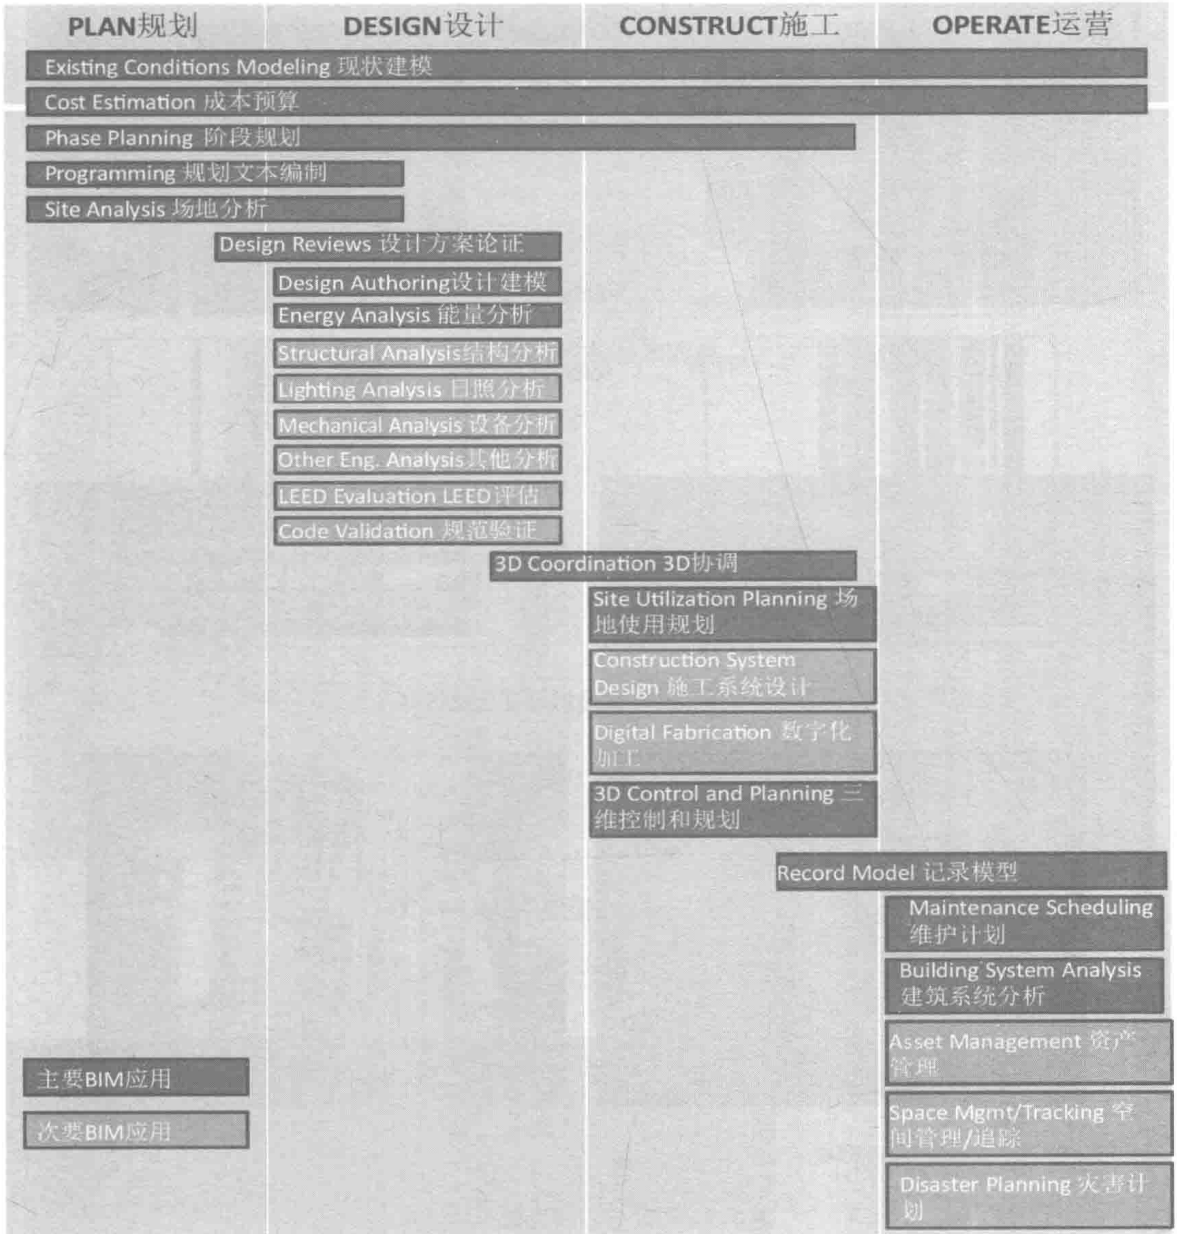 PLAN规划 DESIGN设计 CONSTRUCT施工 OPERATE运营
Existing Conditions Modeling 现状建模
Cost Estimation 成本预算
Phase Planning 阶段规划
Programming 规划文本编制
Site Analysis 场地分析
Design Reviews 设计方案论证
Design Authoring设计建模
Energy Analysis 能量分析
Structural Analysis结构分析
Lighting Analysis 日照分析
Mechanical Analysis 设备分析
Other Eng. Analysis其他分析
LEED Evaluation LEED评估
Code Validation 规范验证
3D Coordination 3D协调
Site Utilization Planning 场
地使用规划
Construction System
Design 施工系统设计
Digital Fabrication 数字化
加工
3D Control and Planning 三
维控制和规划
Record Model 记录模型
Maintenance Scheduling
维护计划
Building System Analysis
建筑系统分析
Asset Management 资产
管理
Space Mgmt/Tracking 空
间管理/追踪
Disaster Planning 灾害计
划
主要BIM应用
次要BIM应用